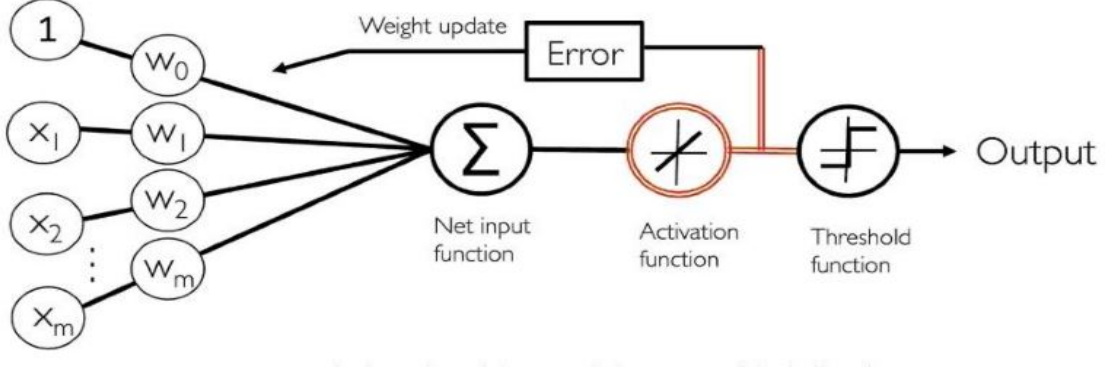 1
w₀
Weight update
Error
x₁
w₁
Σ
Output
x₂
w₂
Net input
function
Activation
function
Threshold
function
wₘ
xₘ